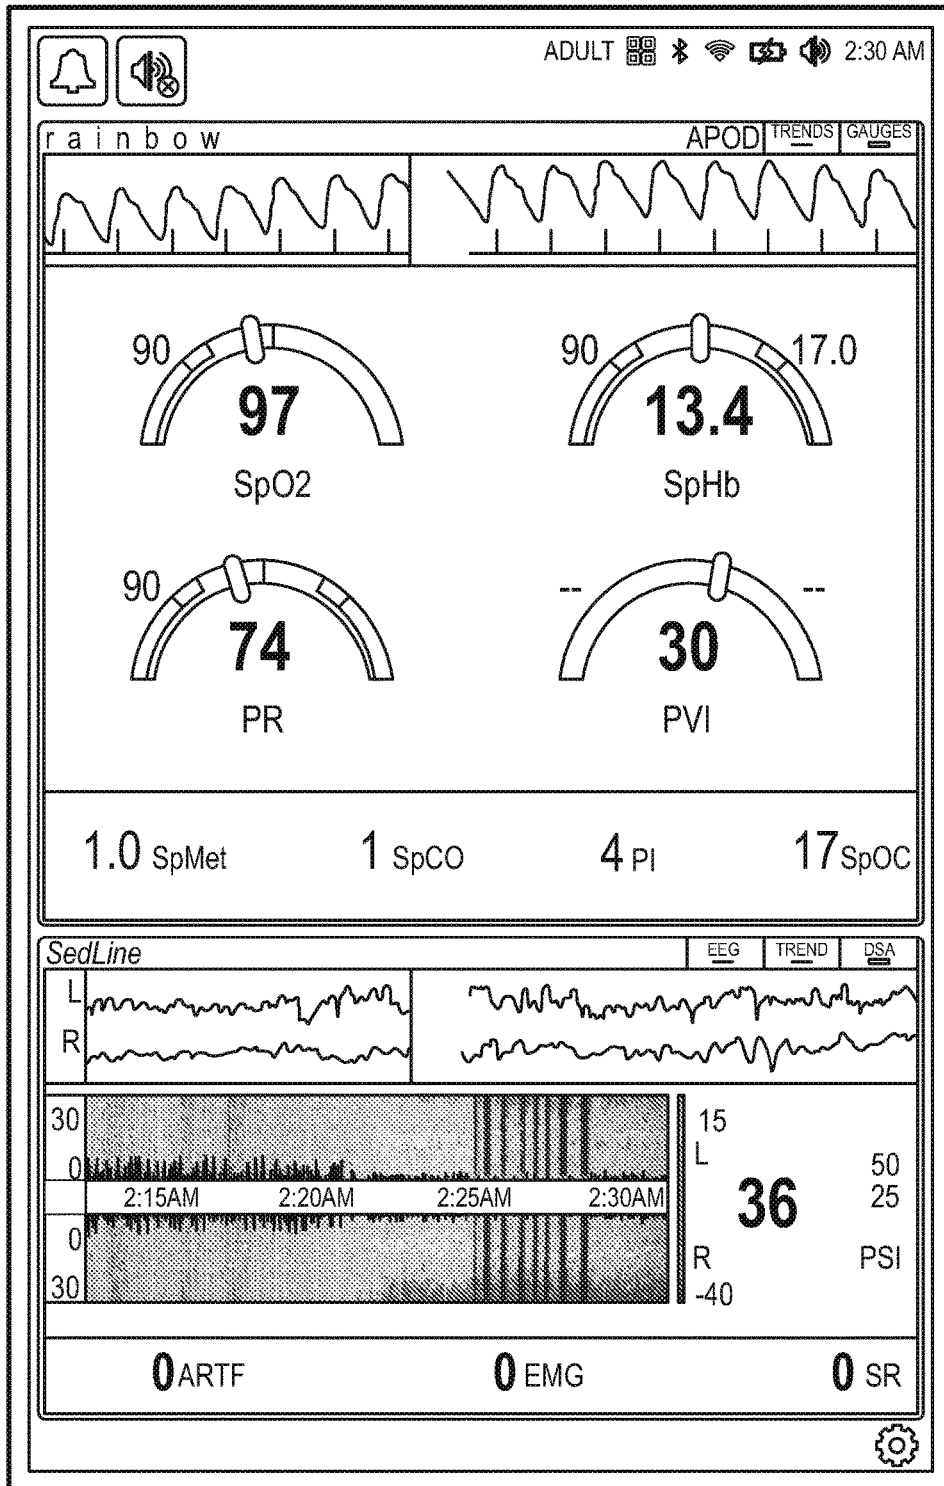 ADULT 2:30 AM
rainbow APOD TRENDS GAUGES
90 90 17.0
97 13.4
SpO2 SpHb
90 -- --
74 30
PR PVI
1.0 SpMet 1 SpCO 4 PI 17 SpOC
SedLine EEG TREND DSA
L
R
30 15
L 50
0 25
2:15AM 2:20AM 2:25AM 2:30AM 36
0 R PSI
30 -40
0 ARTF 0 EMG 0 SR